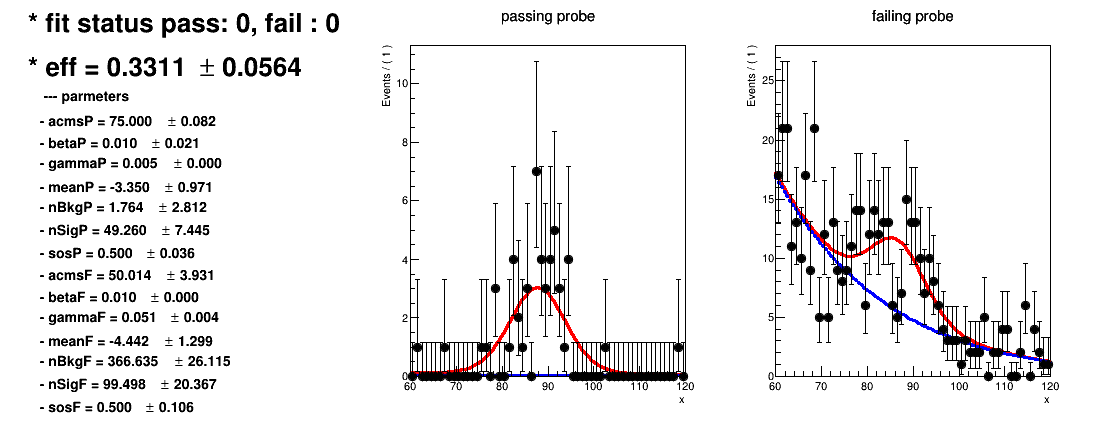 * fit status pass: 0, fail : 0
* eff = 0.3311 ± 0.0564
--- parmeters
- acmsP = 75.000 ± 0.082
- betaP = 0.010 ± 0.021
- gammaP = 0.005 ± 0.000
- meanP = -3.350 ± 0.971
- nBkgP = 1.764 ± 2.812
- nSigP = 49.260 ± 7.445
- sosP = 0.500 ± 0.036
- acmsF = 50.014 ± 3.931
- betaF = 0.010 ± 0.000
- gammaF = 0.051 ± 0.004
- meanF = -4.442 ± 1.299
- nBkgF = 366.635 ± 26.115
- nSigF = 99.498 ± 20.367
- sosF = 0.500 ± 0.106
passing probe
Events / ( 1 )
10
8
6
4
2
0
60 70 80 90 100 110 120
x
failing probe
Events / ( 1 )
25
20
15
10
5
0
60 70 80 90 100 110 120
x